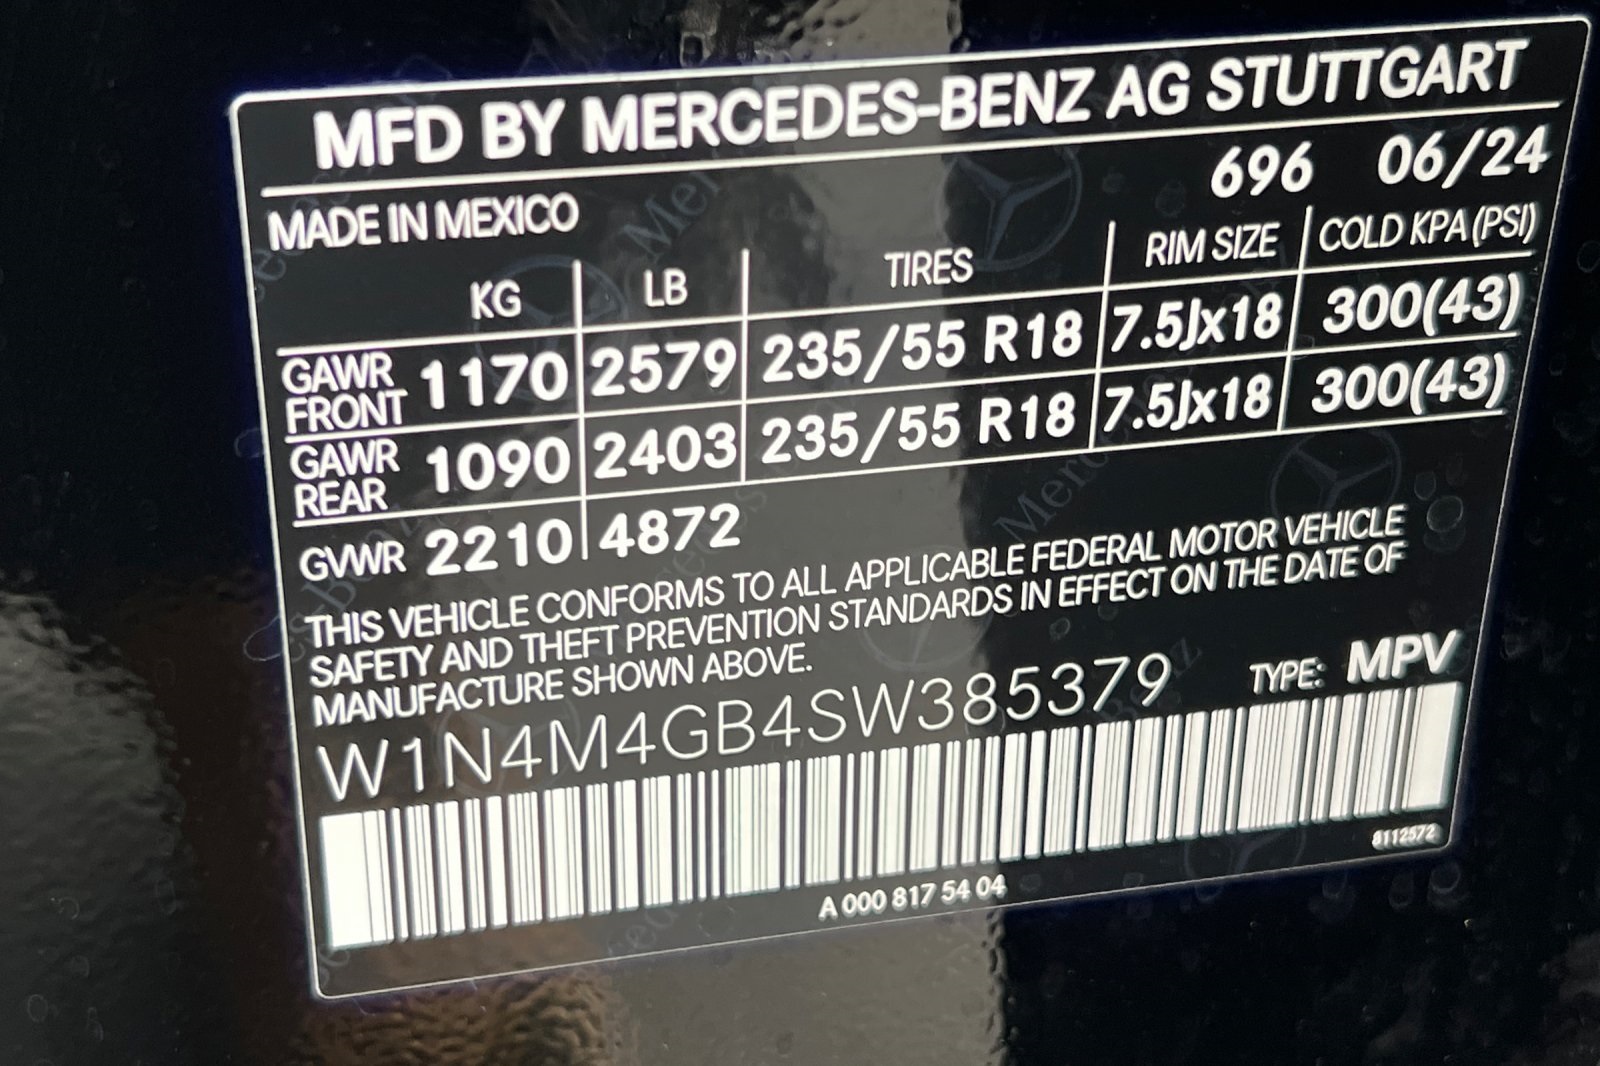 MFD BY MERCEDES-BENZ AG STUTTGART
696 06/24
MADE IN MEXICO
KG LB TIRES RIM SIZE COLD KPA (PSI)
GAWR FRONT 1170 2579 235/55 R18 7.5Jx18 300(43)
GAWR REAR 1090 2403 235/55 R18 7.5Jx18 300(43)
GVWR 2210 4872
THIS VEHICLE CONFORMS TO ALL APPLICABLE FEDERAL MOTOR VEHICLE
SAFETY AND THEFT PREVENTION STANDARDS IN EFFECT ON THE DATE OF
MANUFACTURE SHOWN ABOVE.
W1N4M4GB4SW385379 TYPE: MPV
8112572
A 000 817 54 04